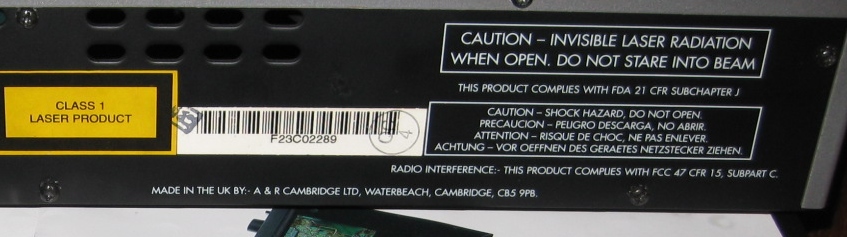 CAUTION – INVISIBLE LASER RADIATION
WHEN OPEN. DO NOT STARE INTO BEAM
THIS PRODUCT COMPLIES WITH FDA 21 CFR SUBCHAPTER J
CLASS 1
LASER PRODUCT
F23C02289
4
CAUTION – SHOCK HAZARD, DO NOT OPEN.
PRECAUCION – PELIGRO DESCARGA, NO ABRIR.
ATTENTION – RISQUE DE CHOC, NE PAS ENLEVER.
ACHTUNG – VOR OEFFNEN DES GERAETES NETZSTECKER ZIEHEN.
RADIO INTERFERENCE:- THIS PRODUCT COMPLIES WITH FCC 47 CFR 15, SUBPART C.
MADE IN THE UK BY:- A & R CAMBRIDGE LTD, WATERBEACH, CAMBRIDGE, CB5 9PB.